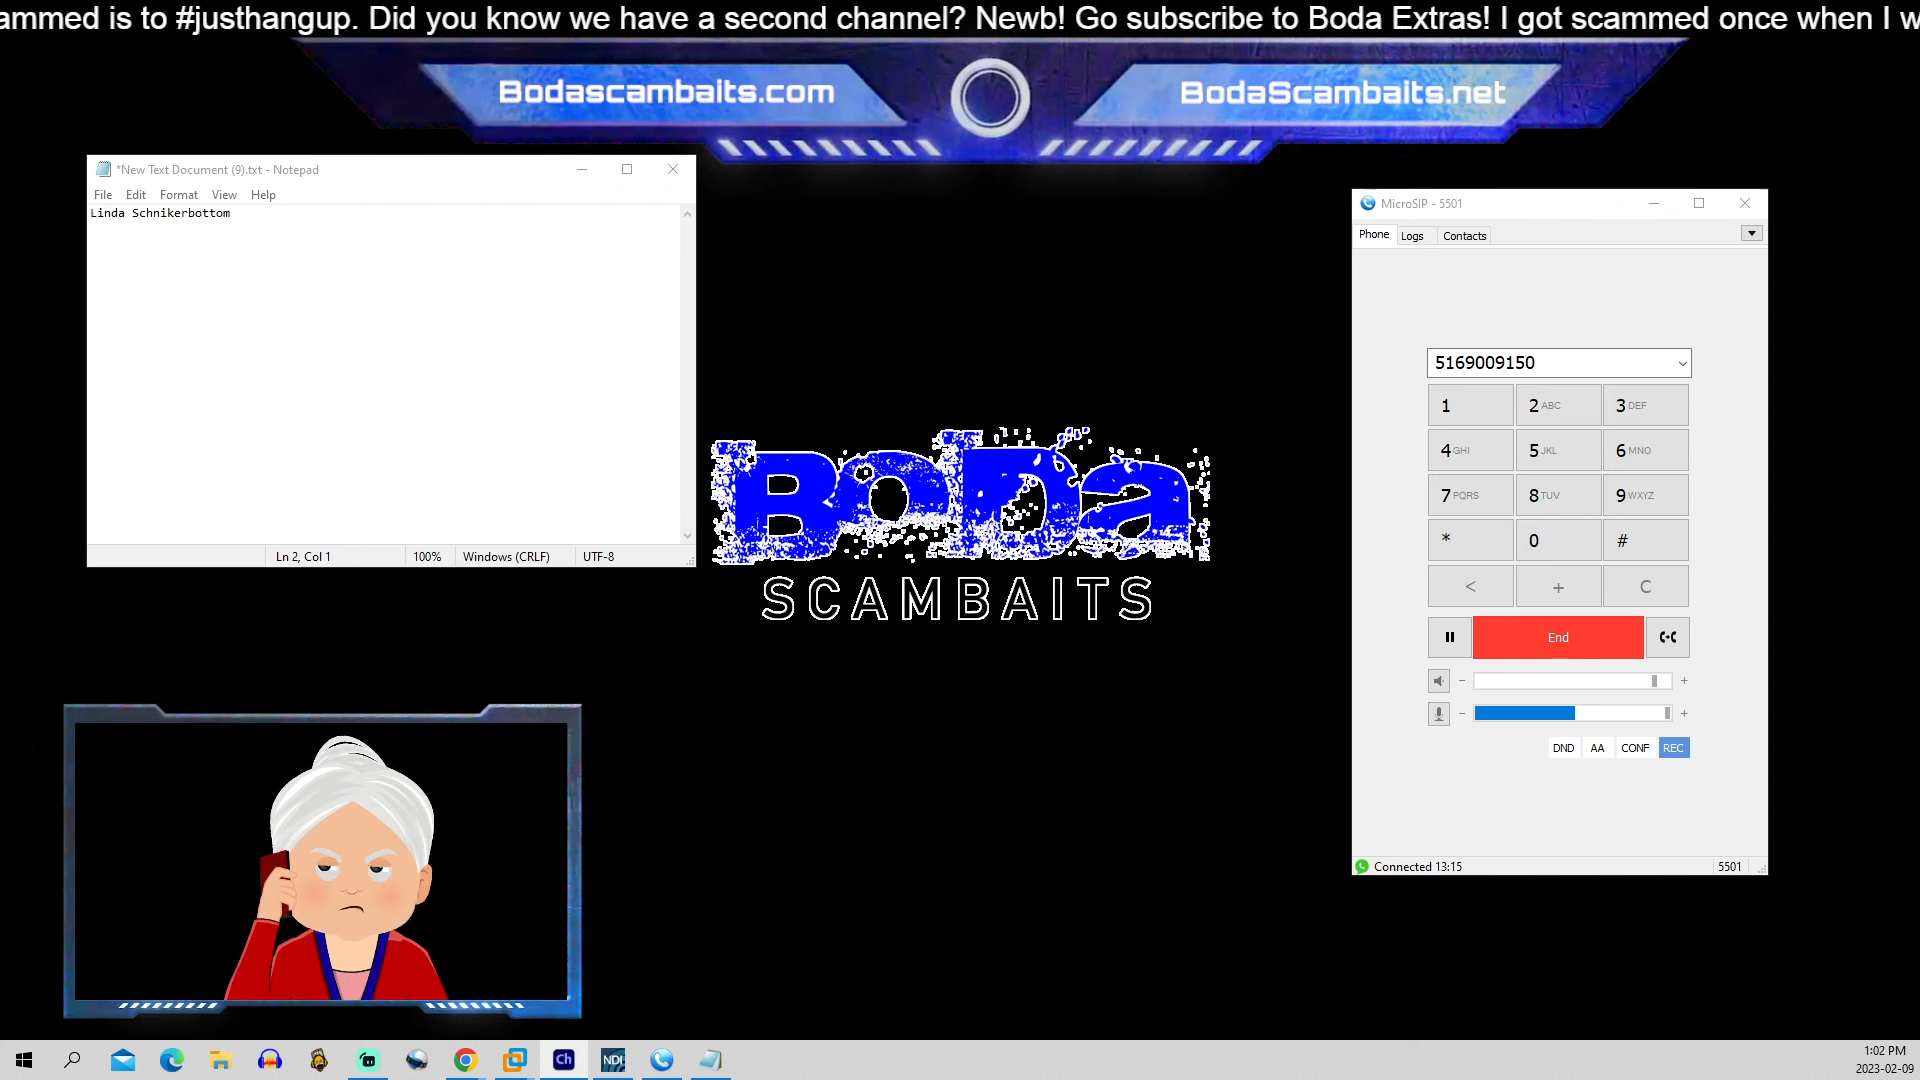 ammed is to #justhangup. Did you know we have a second channel? Newb! Go subscribe to Boda Extras! I got scammed once when I w
Bodascambaits.com
BodaScambaits.net
*New Text Document (9).txt - Notepad
File Edit Format View Help
Linda Schnikerbottom
Ln 2, Col 1 100% Windows (CRLF) UTF-8
MicroSIP - 5501
Phone Logs Contacts
5169009150
1 2 ABC 3 DEF
4 GHI 5 JKL 6 MNO
7 PQRS 8 TUV 9 WXYZ
* 0 #
< + C
End
- +
- +
DND AA CONF REC
Connected 13:15 5501
BoDa
SCAMBAITS
Ch
NDI
1:02 PM
2023-02-09